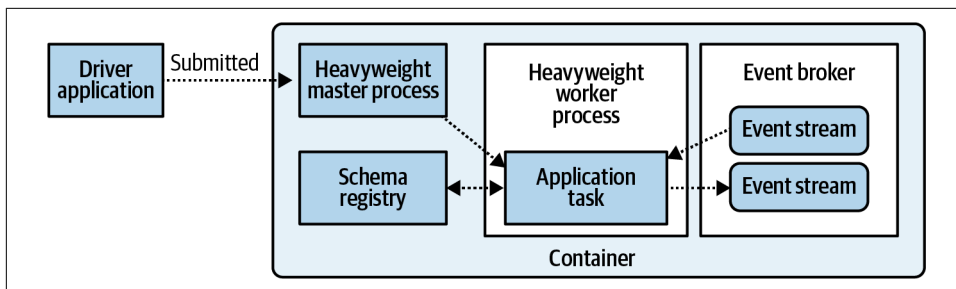 Driver
application
Submitted
Heavyweight
master process
Heavyweight
worker
process
Event broker
Event stream
Event stream
Schema
registry
Application
task
Container